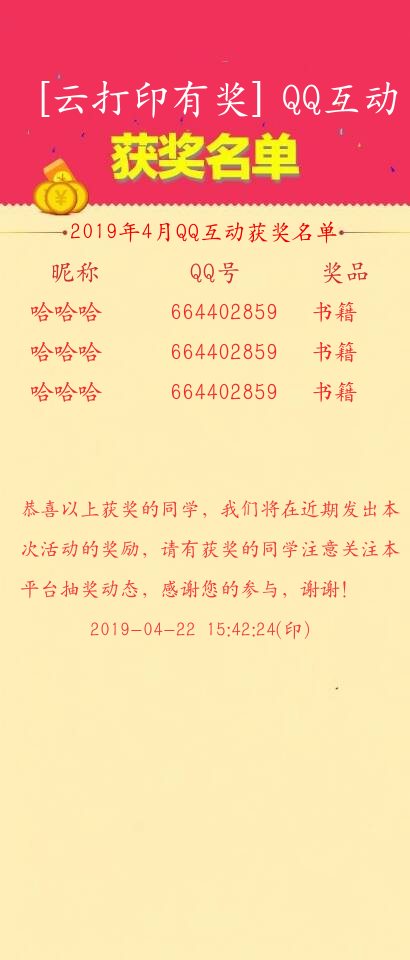 [云打印有奖] QQ互动
获奖名单
2019年4月QQ互动获奖名单
昵称 QQ号 奖品
哈哈哈 664402859 书籍
哈哈哈 664402859 书籍
哈哈哈 664402859 书籍
恭喜以上获奖的同学，我们将在近期发出本
次活动的奖励，请有获奖的同学注意关注本
平台抽奖动态，感谢您的参与，谢谢！
2019-04-22 15:42:24(印)